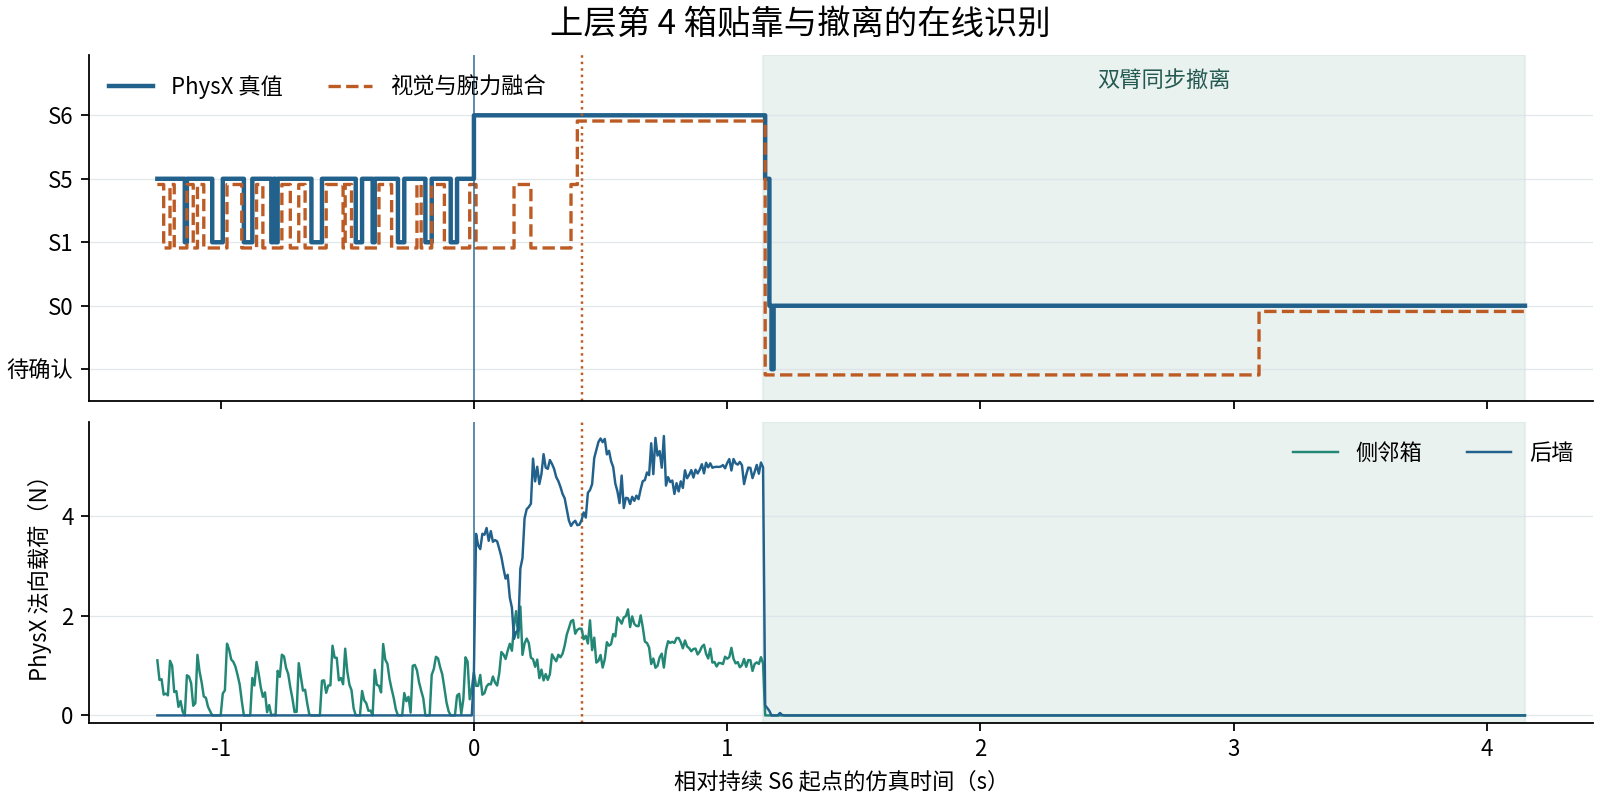 上层第 4 箱贴靠与撤离的在线识别
PhysX 真值
视觉与腕力融合
双臂同步撤离
S6
S5
S1
S0
待确认
侧邻箱
后墙
PhysX 法向载荷（N）
4
2
0
-1
0
1
2
3
4
相对持续 S6 起点的仿真时间（s）